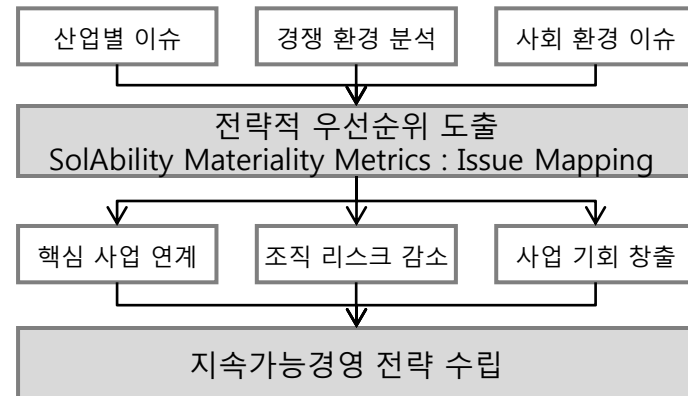 산업별 이슈
경쟁 환경 분석
사회 환경 이슈
전략적 우선순위 도출
SolAbility Materiality Metrics : Issue Mapping
핵심 사업 연계
조직 리스크 감소
사업 기회 창출
지속가능경영 전략 수립